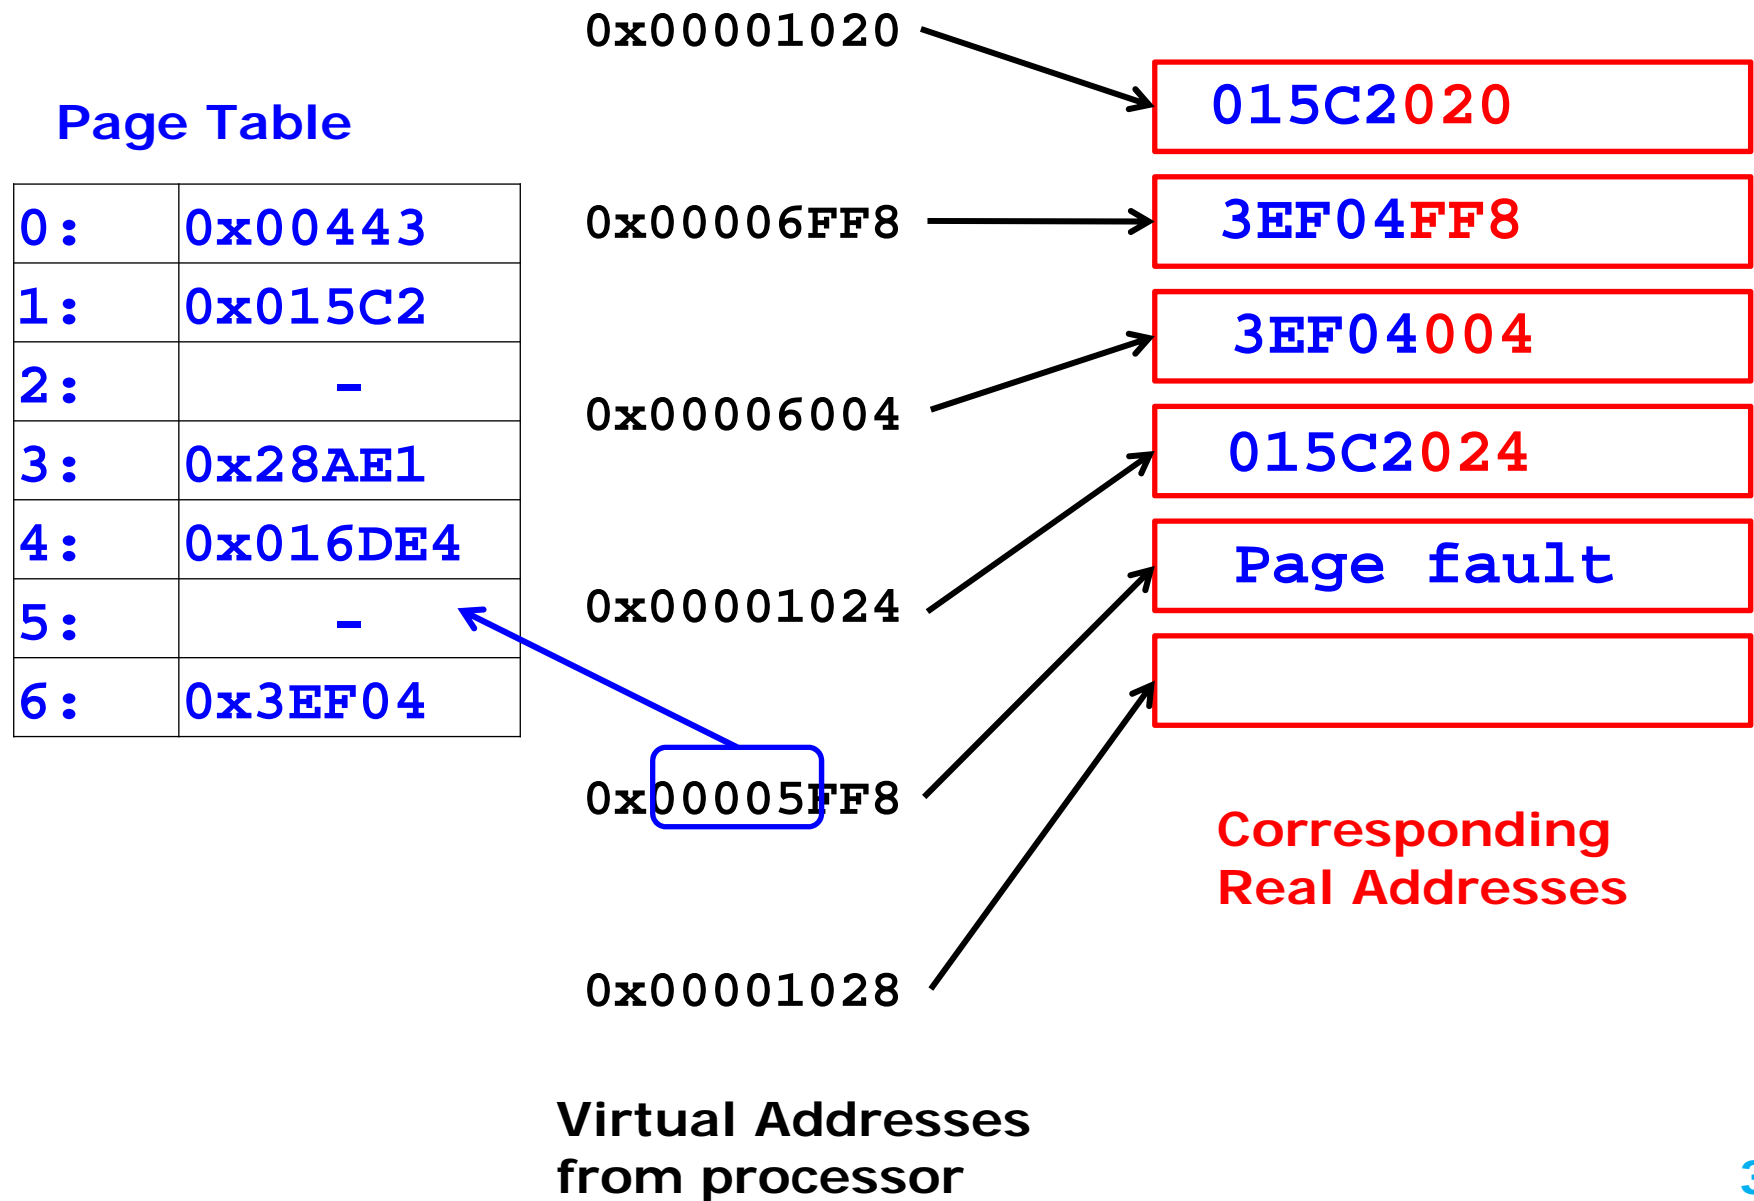 0x00001020
015C2020
Page Table
0: 0x00443
1: 0x015C2
2: -
3: 0x28AE1
4: 0x016DE4
5: -
6: 0x3EF04
0x00006FF8
3EF04FF8
0x00006004
3EF04004
0x00001024
015C2024
0x00005FF8
Page fault
0x00001028
Corresponding
Real Addresses
Virtual Addresses
from processor